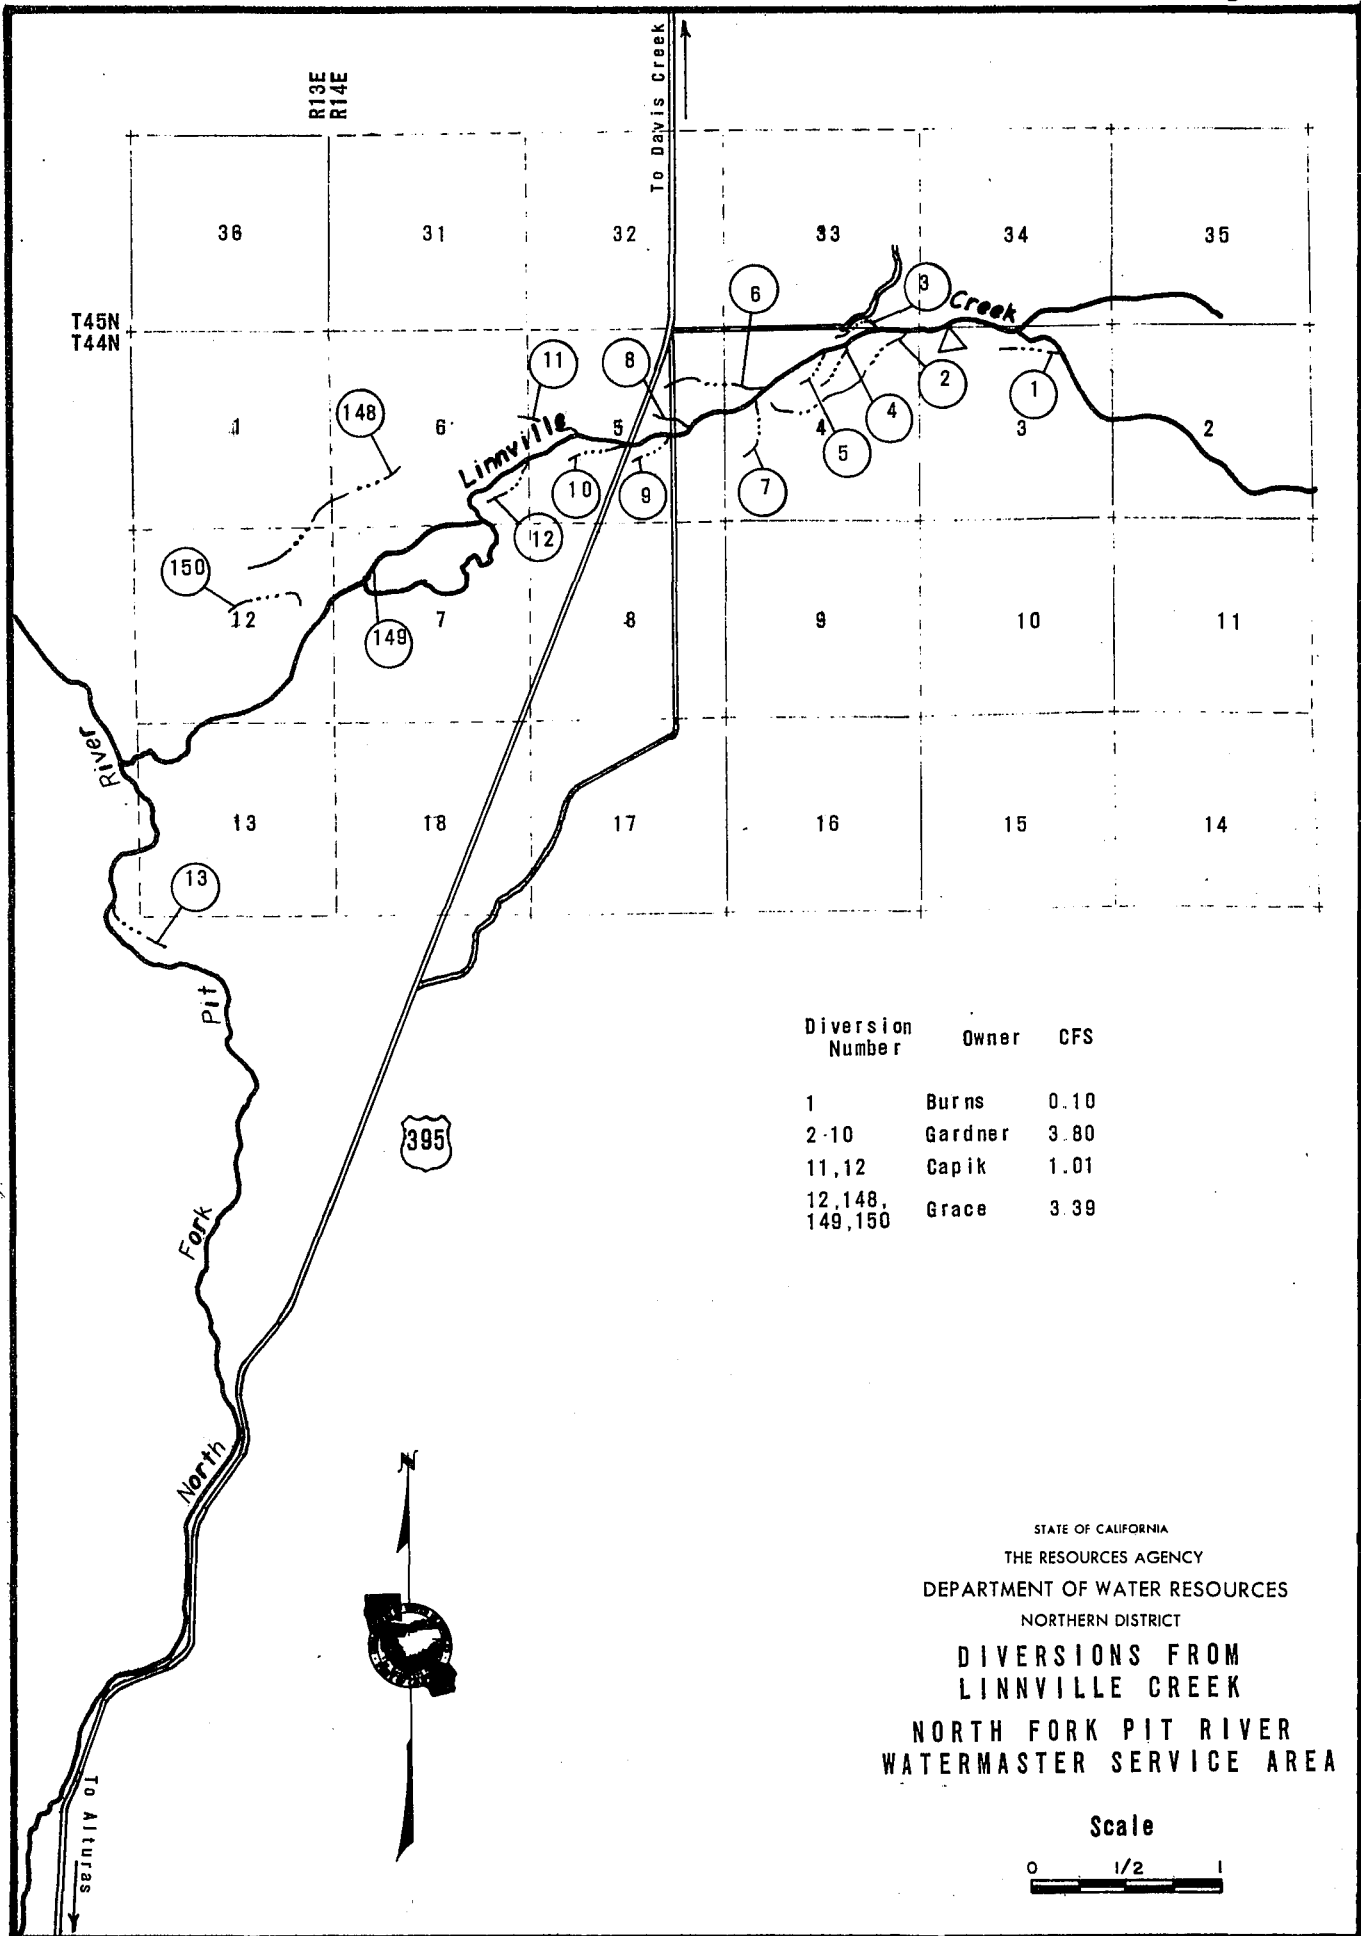 To Davis Creek
R13E
R14E
36 31 32 33 34 35
T45N
T44N
3
Creek
6
11
8
2
1
148
4
1 6 5 4 3 2
Linnville
5
10
9
7
12
150
12 7 8 9 10 11
149
River
13 18 17 16 15 14
13
Pit
Diversion
Number Owner CFS
1 Burns 0.10
2-10 Gardner 3.80
11,12 Capik 1.01
12,148,
149,150 Grace 3.39
395
Fork
North
N
STATE OF CALIFORNIA
THE RESOURCES AGENCY
DEPARTMENT OF WATER RESOURCES
NORTHERN DISTRICT
DIVERSIONS FROM
LINNVILLE CREEK
NORTH FORK PIT RIVER
WATERMASTER SERVICE AREA
To Alturas
Scale
0 1/2 1